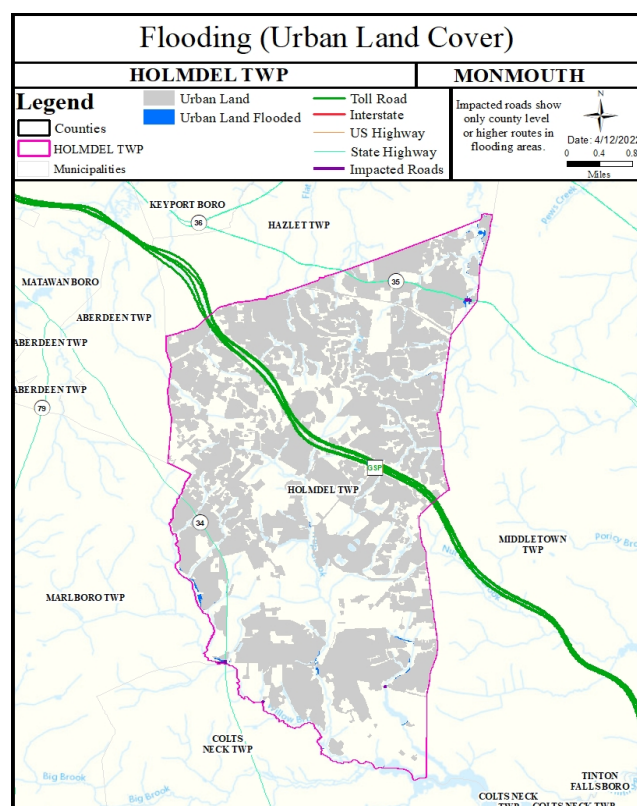 Flooding (Urban Land Cover)
HOLMDEL TWP
MONMOUTH
Legend
Counties
HOLMDEL TWP
Municipalities
Urban Land
Urban Land Flooded
Toll Road
Interstate
US Highway
State Highway
Impacted Roads
Impacted roads show
only county level
or higher routes in
flooding areas.
N
Date: 4/12/2022
0 0.4 0.8
Miles
KEYPORT BORO
36
HAZLET TWP
MATAWAN BORO
35
ABERDEEN TWP
ABERDEEN TWP
ABERDEEN TWP
79
GSP
HOLMDEL TWP
34
MIDDLETOWN
TWP
MARLBORO TWP
COLTS
NECK TWP
Big Brook
Big Brook
TINTON
FALLS BORO
COLTS NECK
TWP
COLTS NECK TWP